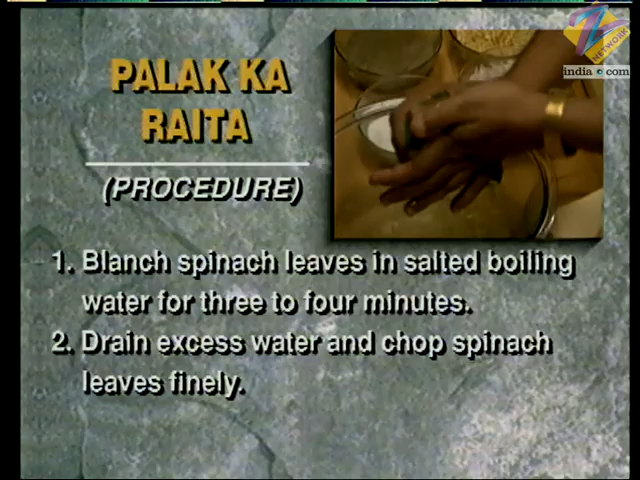 Z
NETWORK
india.com
PALAK KA
RAITA
(PROCEDURE)
1. Blanch spinach leaves in salted boiling
water for three to four minutes.
2. Drain excess water and chop spinach
leaves finely.